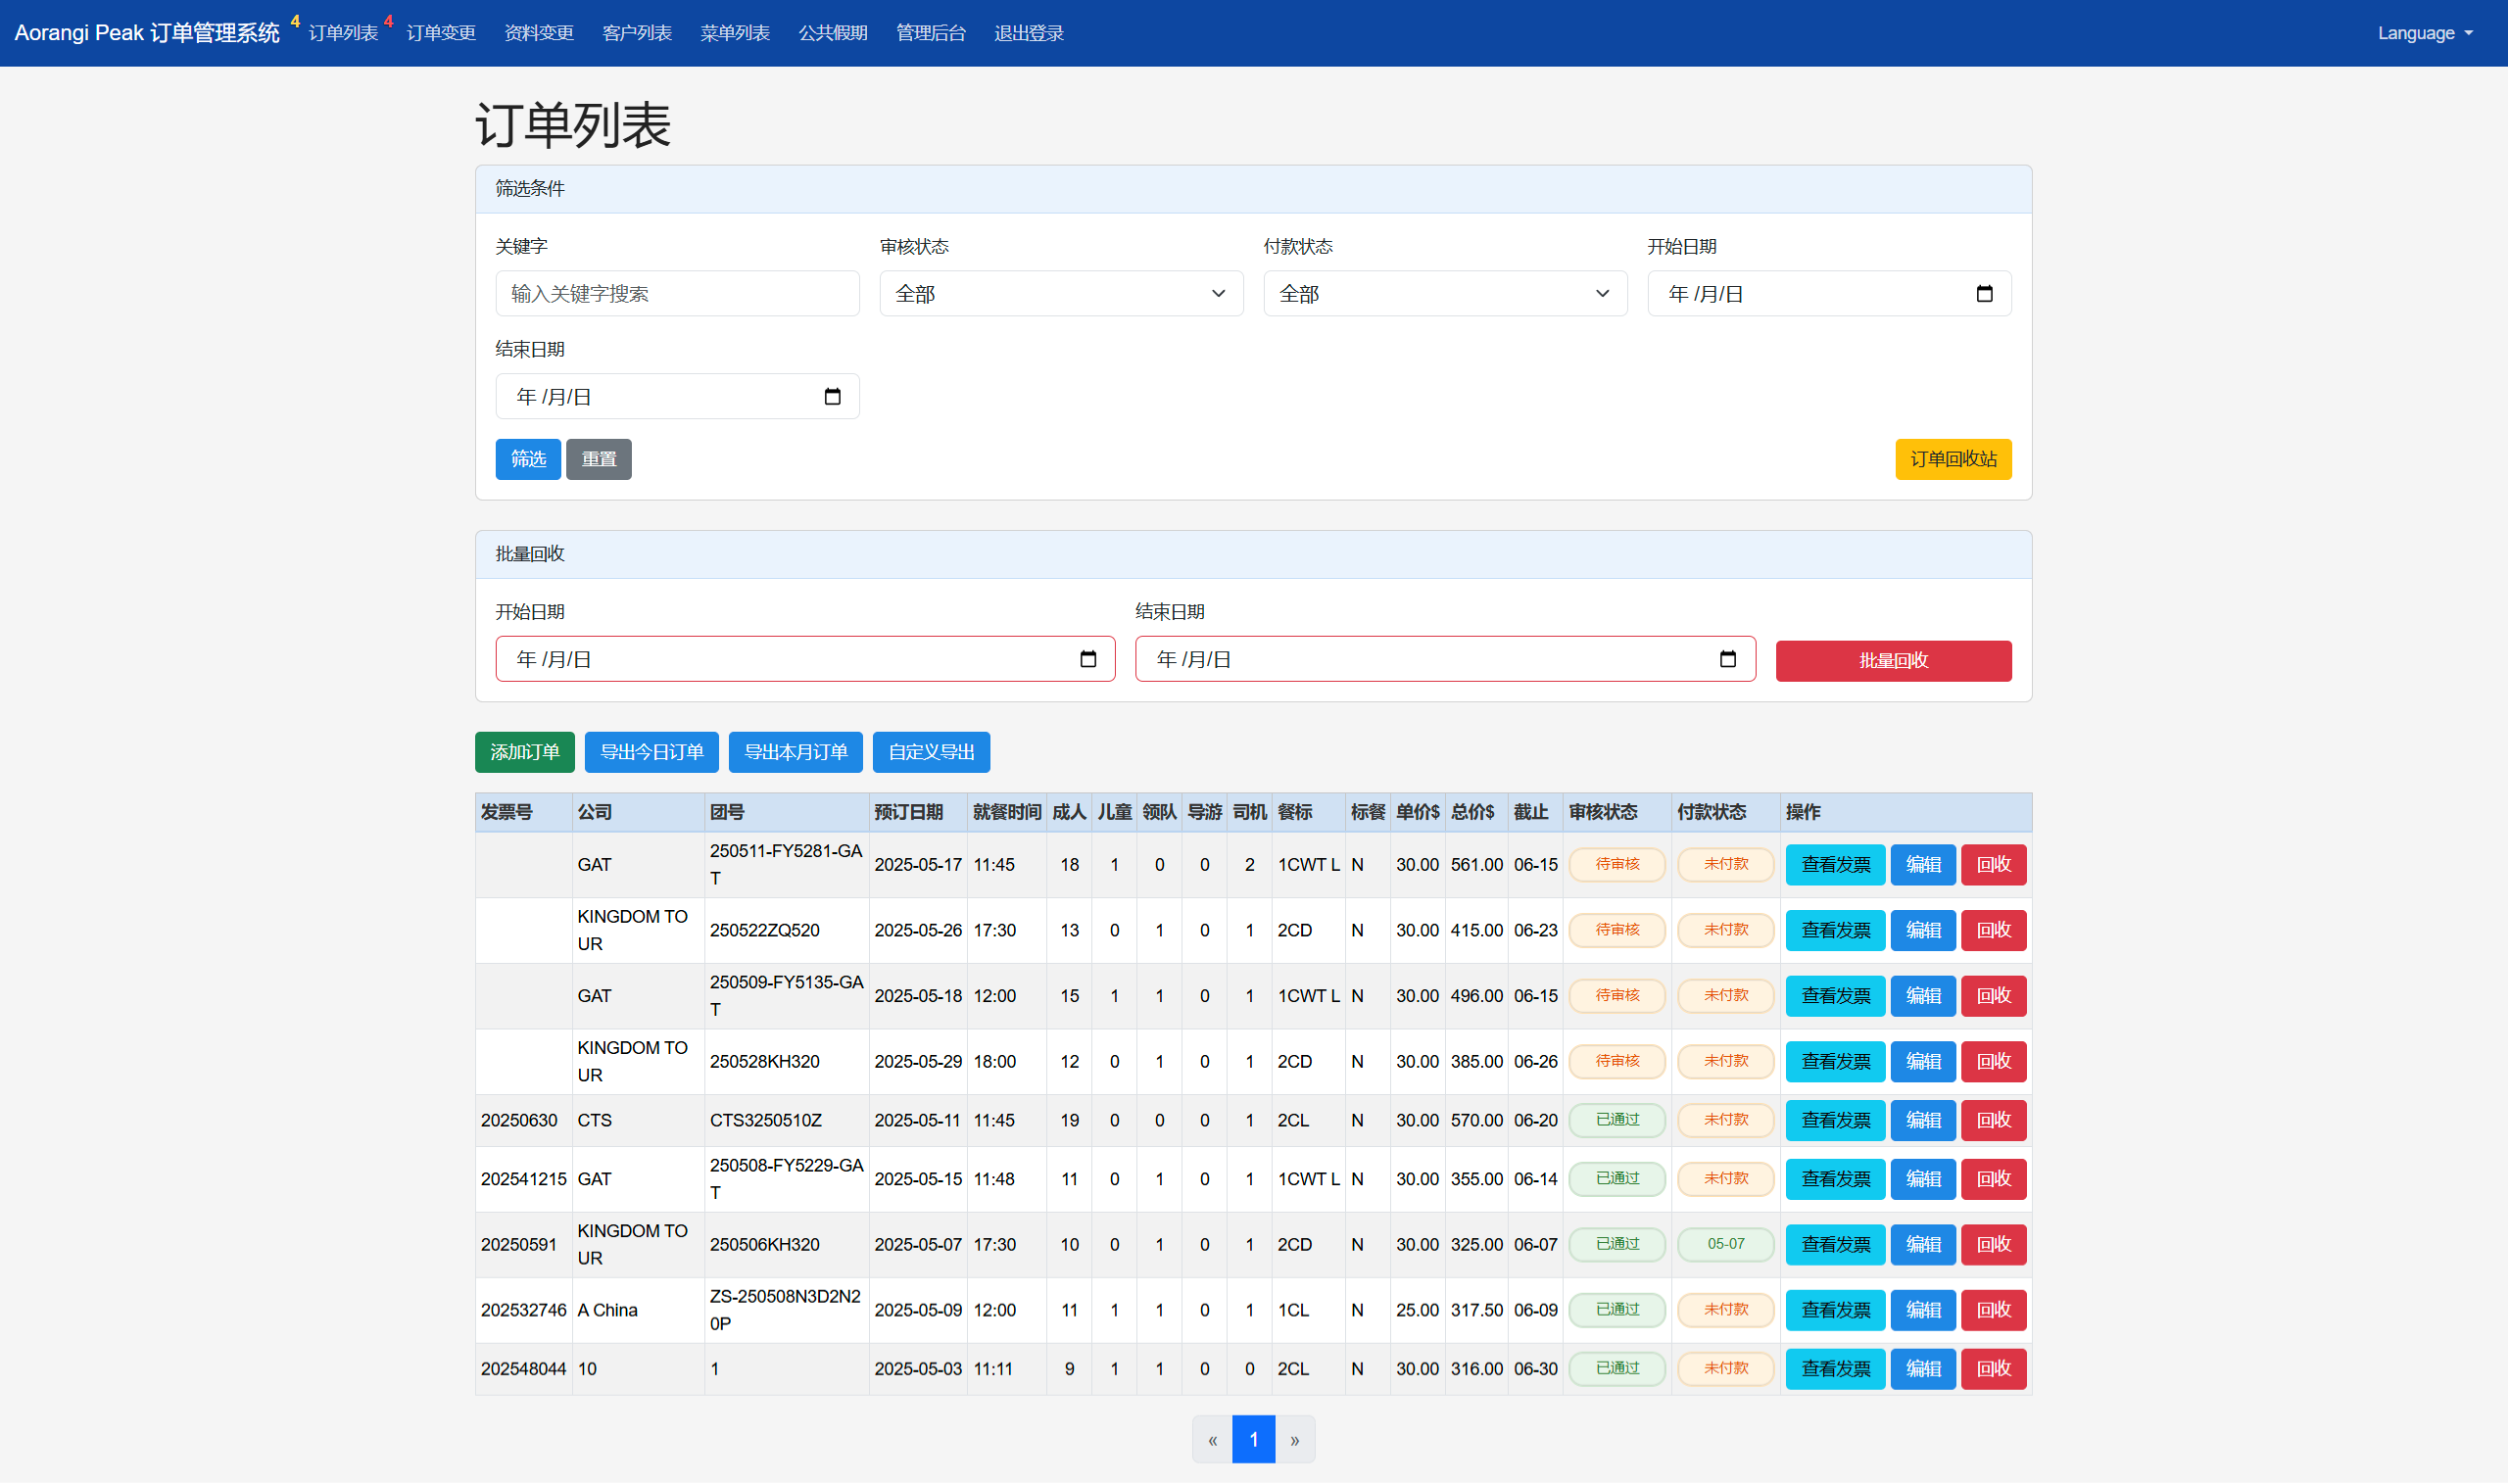 Aorangi Peak 订单管理系统 4 订单列表 4 订单变更 资料变更 客户列表 菜单列表 公共假期 管理后台 退出登录 Language
订单列表
筛选条件
关键字 审核状态 付款状态 开始日期
输入关键字搜索 全部 全部 年 /月/日
结束日期
年 /月/日
筛选 重置 订单回收站
批量回收
开始日期 结束日期
年 /月/日 年 /月/日 批量回收
添加订单 导出今日订单 导出本月订单 自定义导出
发票号 公司 团号 预订日期 就餐时间 成人 儿童 领队 导游 司机 餐标 标餐 单价$ 总价$ 截止 审核状态 付款状态 操作
GAT 250511-FY5281-GA
T 2025-05-17 11:45 18 1 0 0 2 1CWT L N 30.00 561.00 06-15 待审核 未付款 查看发票 编辑 回收
KINGDOM TO
UR 250522ZQ520 2025-05-26 17:30 13 0 1 0 1 2CD N 30.00 415.00 06-23 待审核 未付款 查看发票 编辑 回收
GAT 250509-FY5135-GA
T 2025-05-18 12:00 15 1 1 0 1 1CWT L N 30.00 496.00 06-15 待审核 未付款 查看发票 编辑 回收
KINGDOM TO
UR 250528KH320 2025-05-29 18:00 12 0 1 0 1 2CD N 30.00 385.00 06-26 待审核 未付款 查看发票 编辑 回收
20250630 CTS CTS3250510Z 2025-05-11 11:45 19 0 0 0 1 2CL N 30.00 570.00 06-20 已通过 未付款 查看发票 编辑 回收
202541215 GAT 250508-FY5229-GA
T 2025-05-15 11:48 11 0 1 0 1 1CWT L N 30.00 355.00 06-14 已通过 未付款 查看发票 编辑 回收
20250591 KINGDOM TO
UR 250506KH320 2025-05-07 17:30 10 0 1 0 1 2CD N 30.00 325.00 06-07 已通过 05-07 查看发票 编辑 回收
202532746 A China ZS-250508N3D2N2
0P 2025-05-09 12:00 11 1 1 0 1 1CL N 25.00 317.50 06-09 已通过 未付款 查看发票 编辑 回收
202548044 10 1 2025-05-03 11:11 9 1 1 0 0 2CL N 30.00 316.00 06-30 已通过 未付款 查看发票 编辑 回收
« 1 »